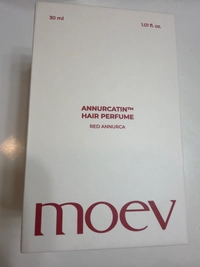 30 ml 1.01 fl. oz.
ANNURCATIN™
HAIR PERFUME
RED ANNURCA
moev